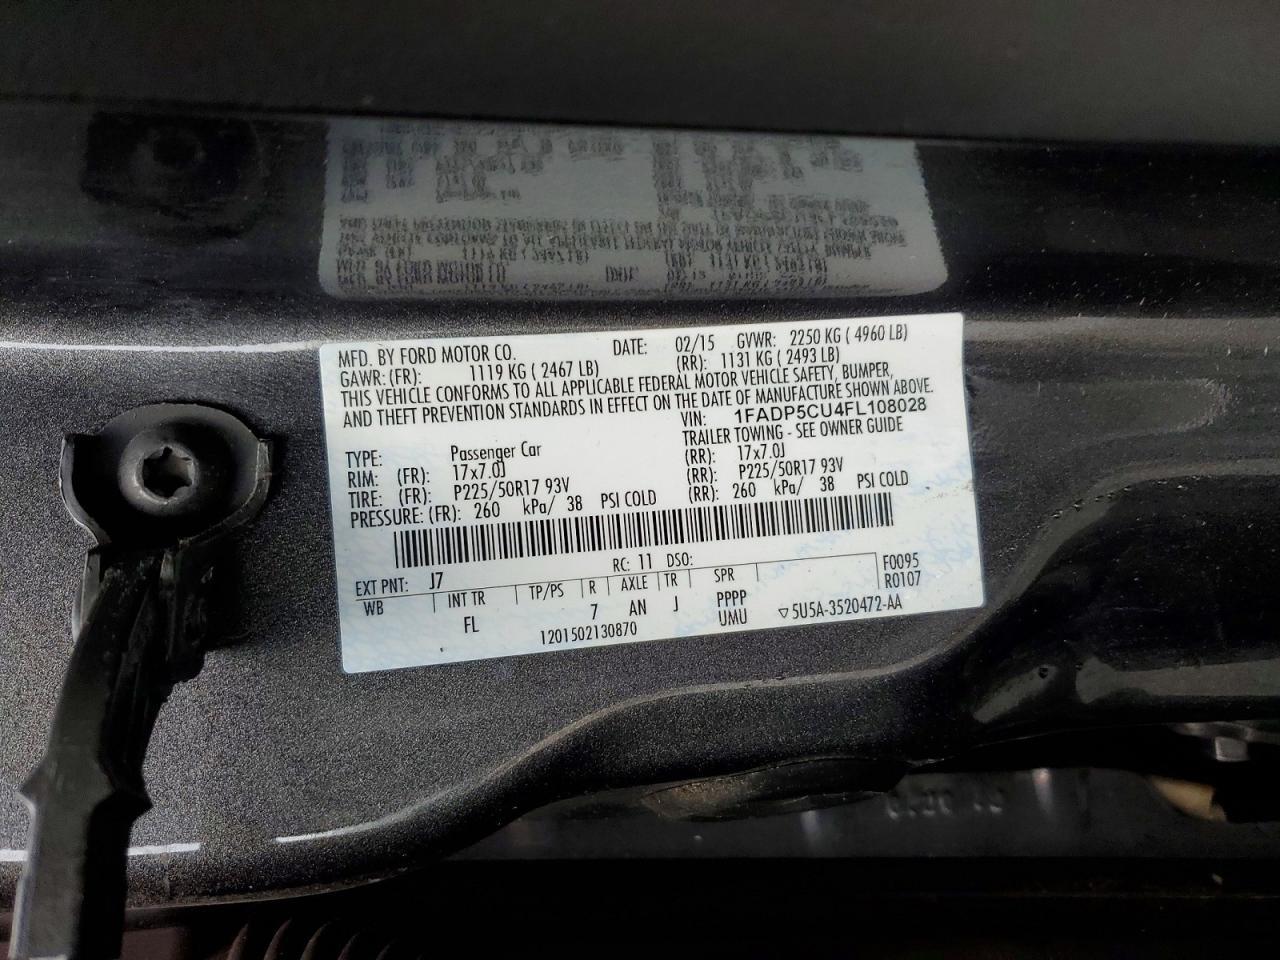 MFD. BY FORD MOTOR CO. DATE: 02/15 GVWR: 2250 KG ( 4960 LB)
GAWR:(FR): 1119 KG ( 2467 LB) (RR): 1131 KG ( 2493 LB)
THIS VEHICLE CONFORMS TO ALL APPLICABLE FEDERAL MOTOR VEHICLE SAFETY, BUMPER,
AND THEFT PREVENTION STANDARDS IN EFFECT ON THE DATE OF MANUFACTURE SHOWN ABOVE.
VIN: 1FADP5CU4FL108028
TYPE: Passenger Car TRAILER TOWING - SEE OWNER GUIDE
RIM: (FR): 17x7.0J (RR): 17x7.0J
TIRE: (FR): P225/50R17 93V (RR): P225/50R17 93V
PRESSURE: (FR): 260 kPa/ 38 PSI COLD (RR): 260 kPa/ 38 PSI COLD
EXT PNT: J7 RC: 11 DSO: F0095
WB INT TR TP/PS R AXLE TR SPR R0107
FL 7 AN J PPPP
1201502130870 UMU ▽5U5A-3520472-AA